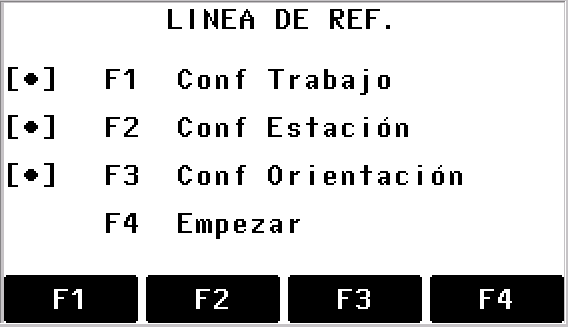 LINEA DE REF.
[•] F1 Conf Trabajo
[•] F2 Conf Estación
[•] F3 Conf Orientación
F4 Empezar
F1 F2 F3 F4